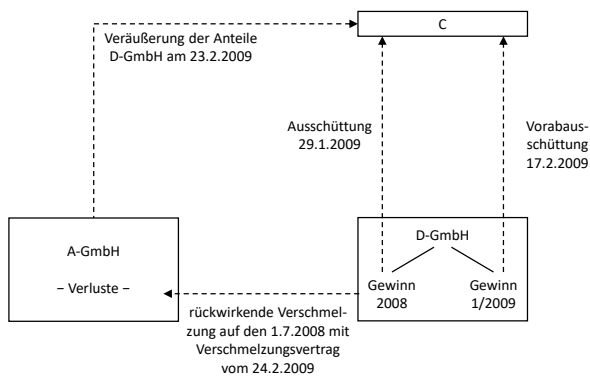 C
Veräußerung der Anteile
D-GmbH am 23.2.2009
Ausschüttung
29.1.2009
Vorabaus-
schüttung
17.2.2009
A-GmbH
– Verluste –
D-GmbH
Gewinn
2008
Gewinn
1/2009
rückwirkende Verschmel-
zung auf den 1.7.2008 mit
Verschmelzungsvertrag
vom 24.2.2009